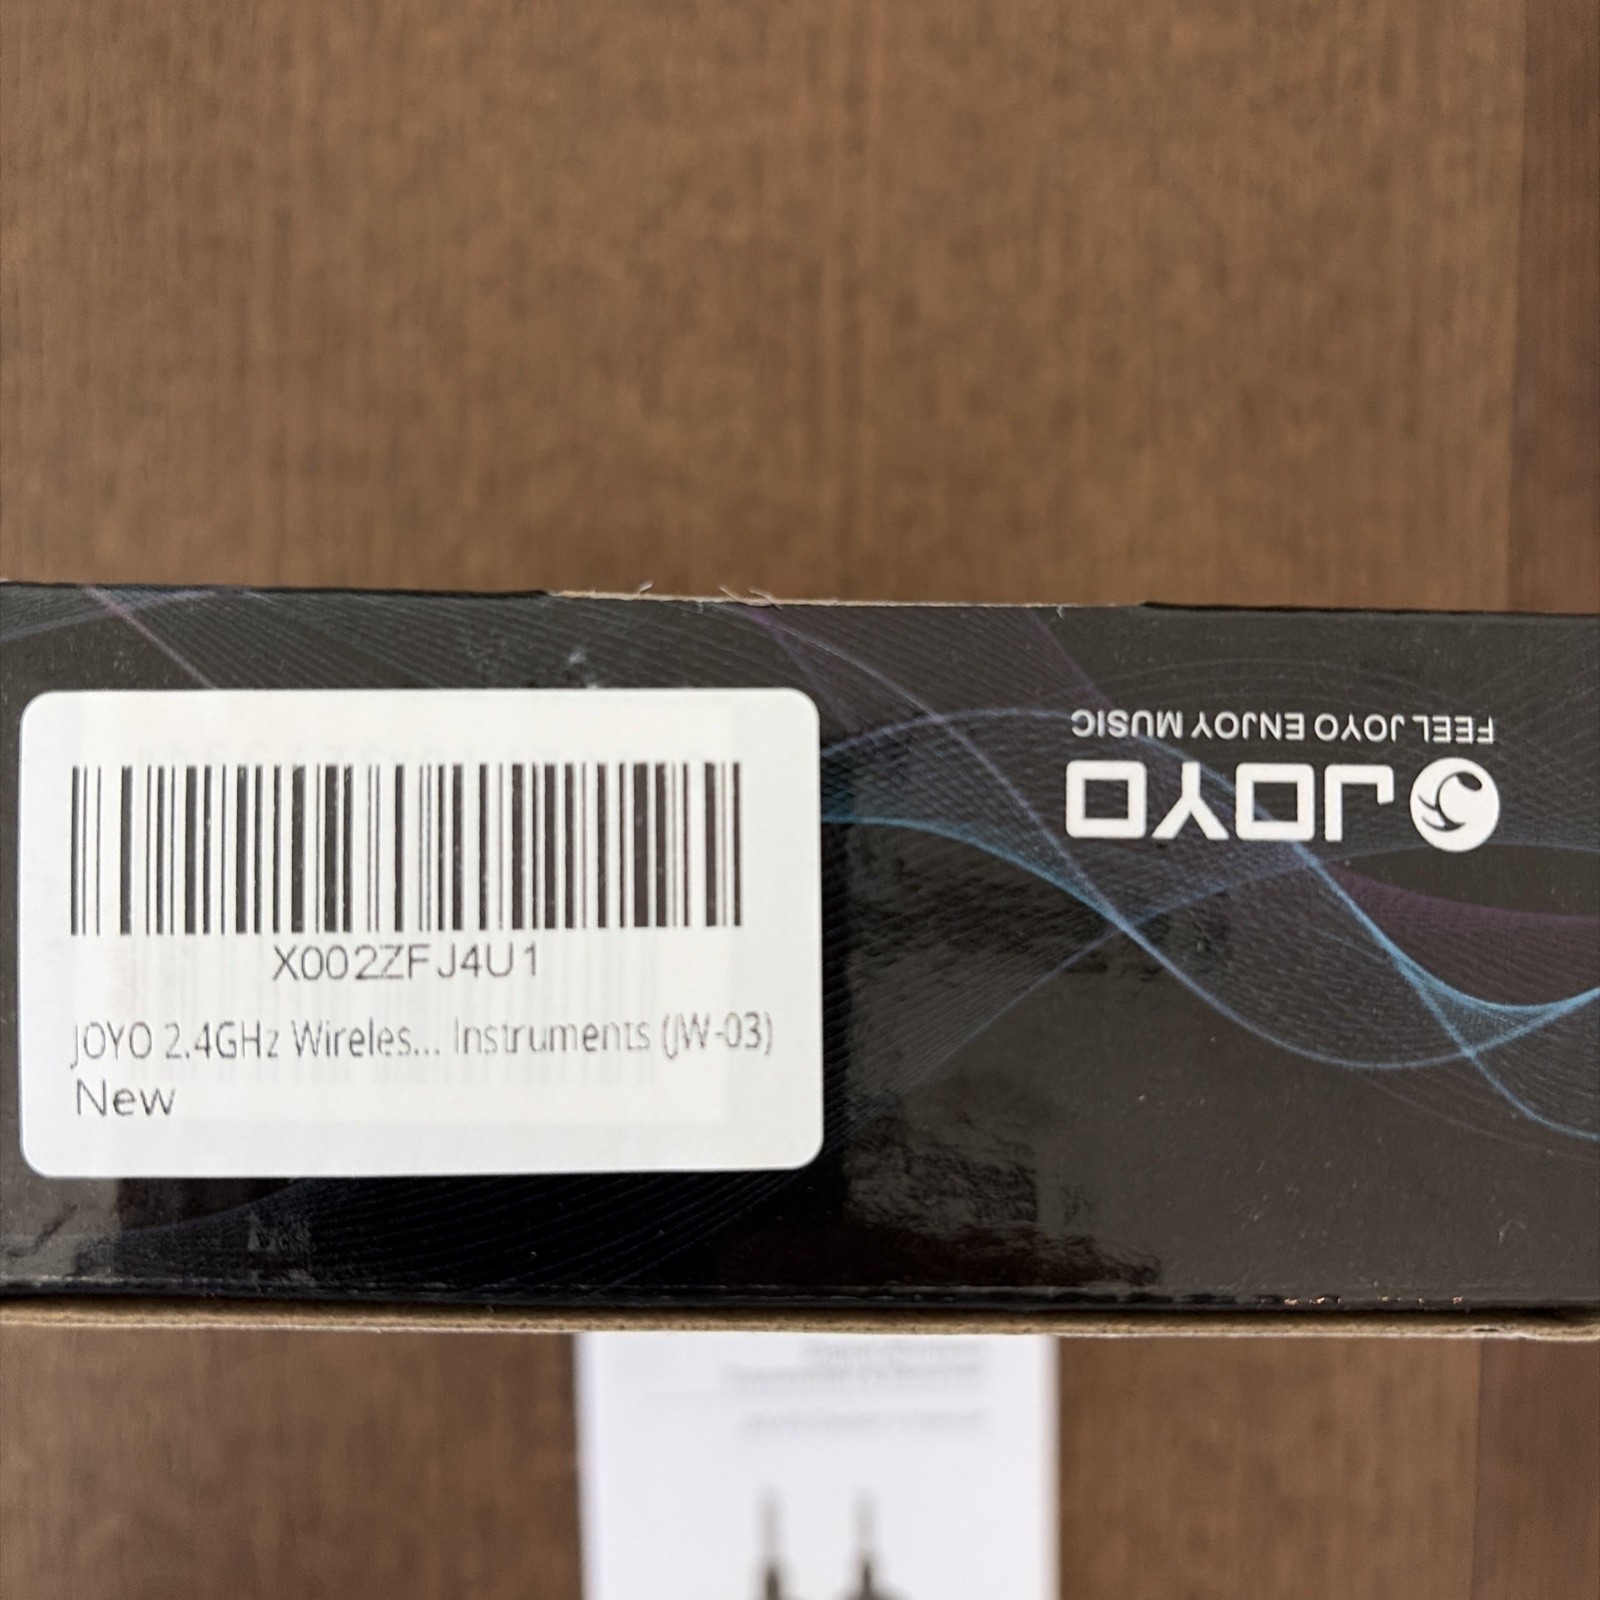 X002ZFJ4U1
JOYO 2.4GHz Wireles... Instruments (JW-03)
New
JOYO
FEEL JOYO ENJOY MUSIC